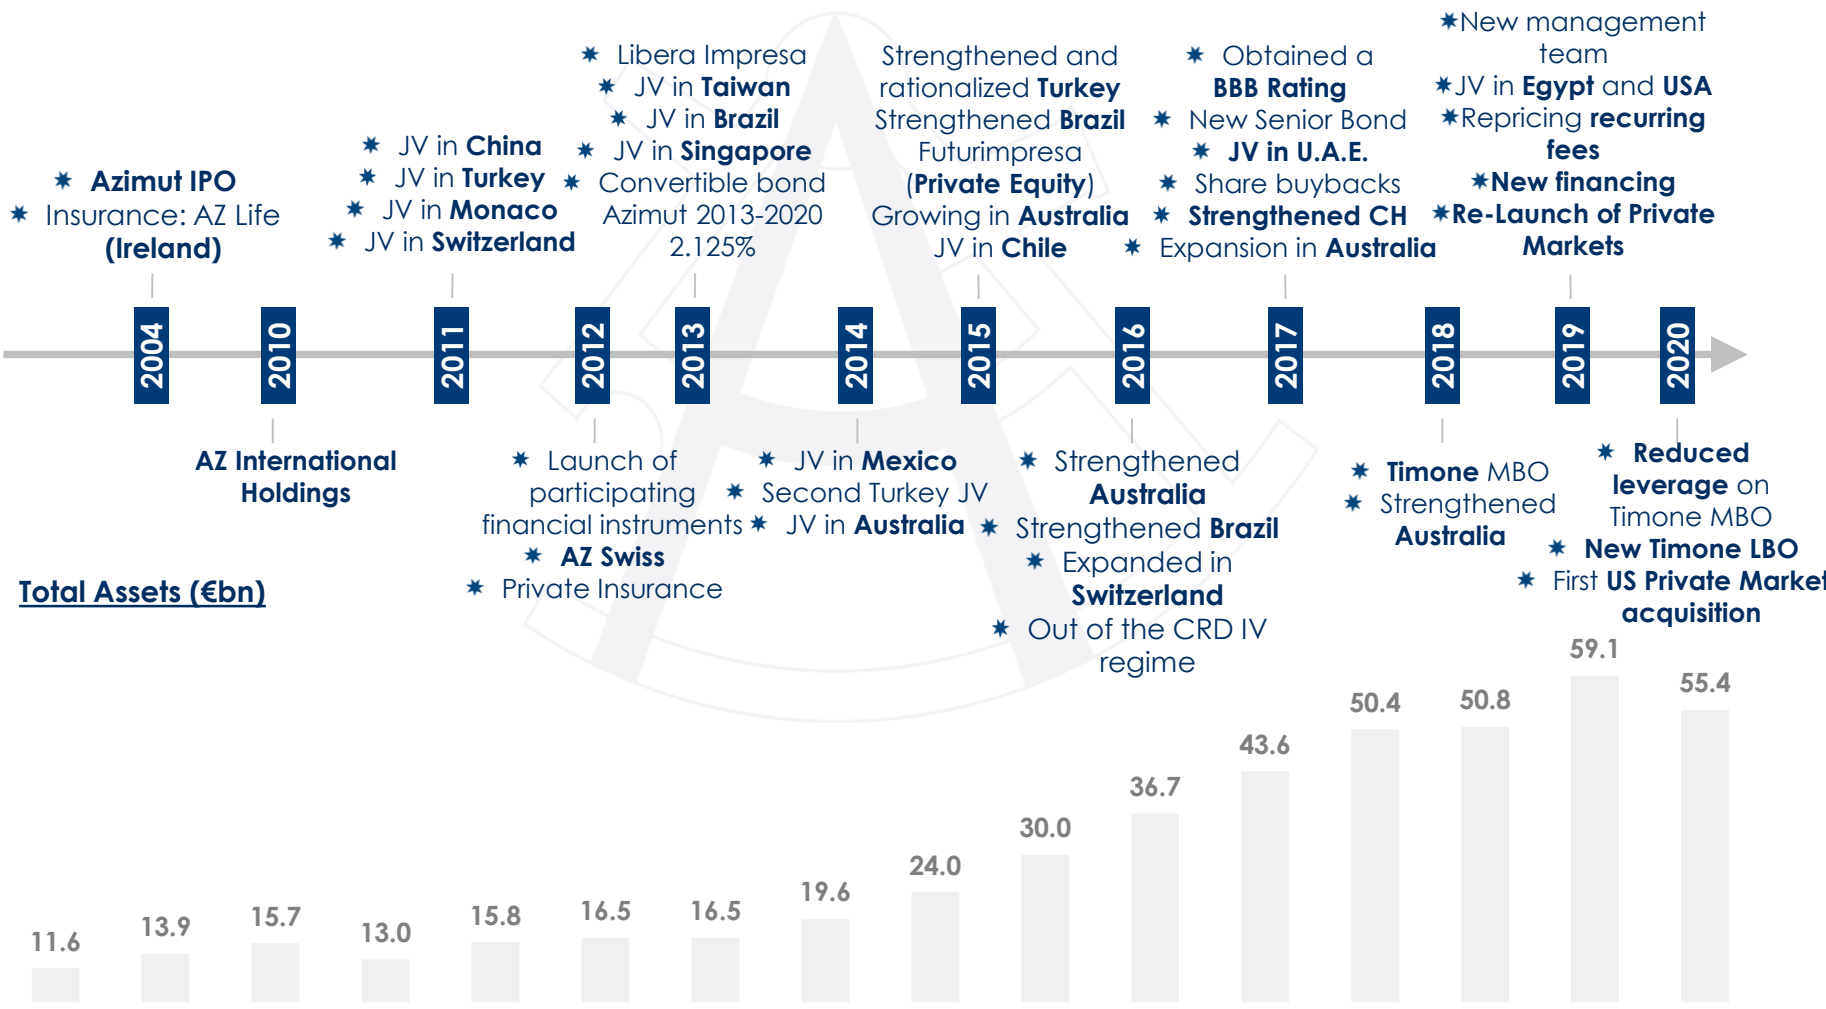 ✷ Azimut IPO
✷ Insurance: AZ Life
(Ireland)
✷ JV in China
✷ JV in Turkey
✷ JV in Monaco
✷ JV in Switzerland
✷ Libera Impresa
✷ JV in Taiwan
✷ JV in Brazil
✷ JV in Singapore
✷ Convertible bond
Azimut 2013-2020
2.125%
Strengthened and
rationalized Turkey
Strengthened Brazil
Futurimpresa
(Private Equity)
Growing in Australia
JV in Chile
✷ Obtained a
BBB Rating
✷ New Senior Bond
✷ JV in U.A.E.
✷ Share buybacks
✷ Strengthened CH
✷ Expansion in Australia
✷New management
team
✷JV in Egypt and USA
✷Repricing recurring
fees
✷New financing
✷Re-Launch of Private
Markets
2004
2010
2011
2012
2013
2014
2015
2016
2017
2018
2019
2020
AZ International
Holdings
✷ Launch of
participating
financial instruments
✷ AZ Swiss
✷ Private Insurance
✷ JV in Mexico
✷ Second Turkey JV
✷ JV in Australia
✷ Strengthened
Australia
✷ Strengthened Brazil
✷ Expanded in
Switzerland
✷ Out of the CRD IV
regime
✷ Timone MBO
✷ Strengthened
Australia
✷ Reduced
leverage on
Timone MBO
✷ New Timone LBO
✷ First US Private Market
acquisition
Total Assets (€bn)
11.6
13.9
15.7
13.0
15.8
16.5
16.5
19.6
24.0
30.0
36.7
43.6
50.4
50.8
59.1
55.4